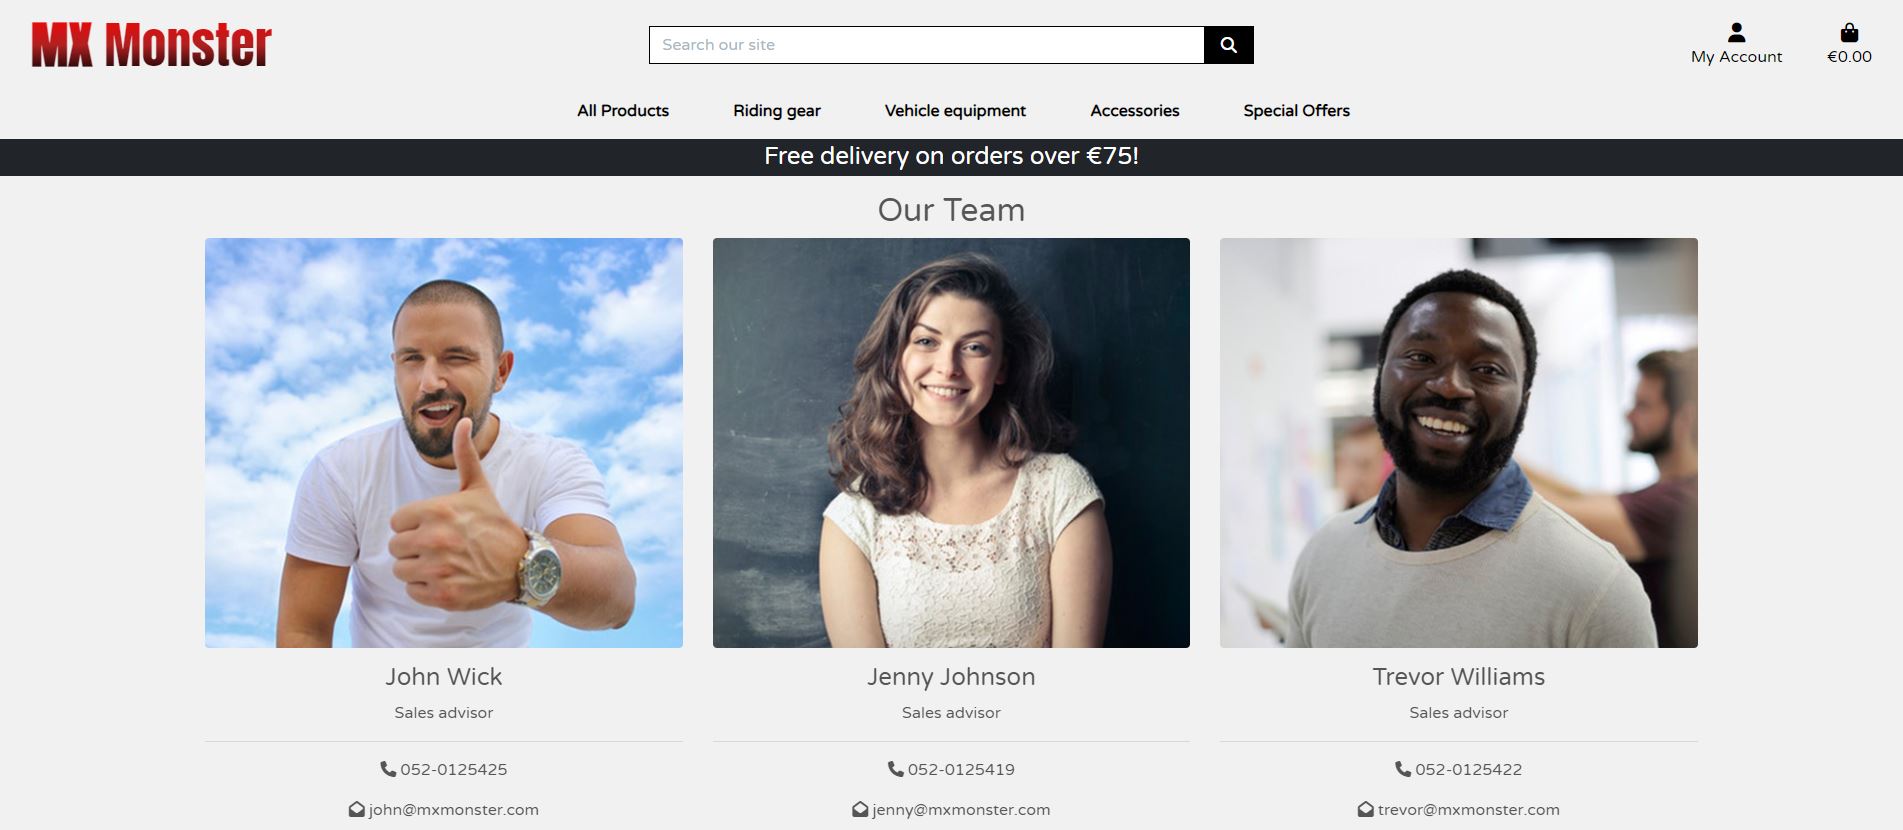 MX Monster
Search our site
My Account
€0.00
All Products
Riding gear
Vehicle equipment
Accessories
Special Offers
Free delivery on orders over €75!
Our Team
John Wick
Sales advisor
052-0125425
john@mxmonster.com
Jenny Johnson
Sales advisor
052-0125419
jenny@mxmonster.com
Trevor Williams
Sales advisor
052-0125422
trevor@mxmonster.com